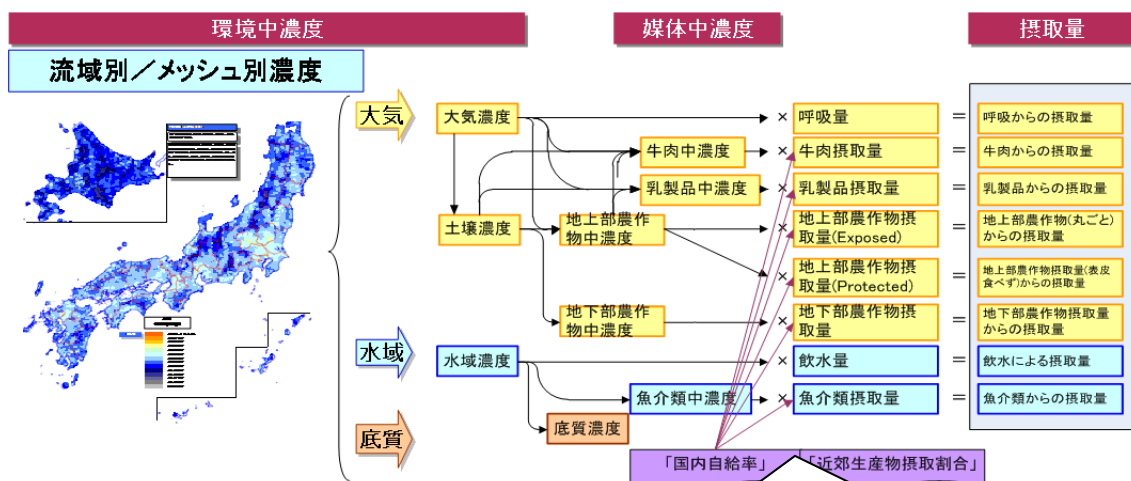 環境中濃度
媒体中濃度
摂取量
流域別／メッシュ別濃度
大気
大気濃度
×
呼吸量
＝
呼吸からの摂取量
牛肉中濃度
×
牛肉摂取量
＝
牛肉からの摂取量
乳製品中濃度
×
乳製品摂取量
＝
乳製品からの摂取量
土壌濃度
地上部農作
物中濃度
×
地上部農作物摂
取量(Exposed)
＝
地上部農作物(丸ごと)
からの摂取量
×
地上部農作物摂
取量(Protected)
＝
地上部農作物摂取量(表皮
食べず)からの摂取量
地下部農作
物中濃度
×
地下部農作物摂
取量
＝
地下部農作物摂取量
からの摂取量
水域
水域濃度
×
飲水量
＝
飲水による摂取量
魚介類中濃度
×
魚介類摂取量
＝
魚介類からの摂取量
底質
底質濃度
「国内自給率」
「近郊生産物摂取割合」